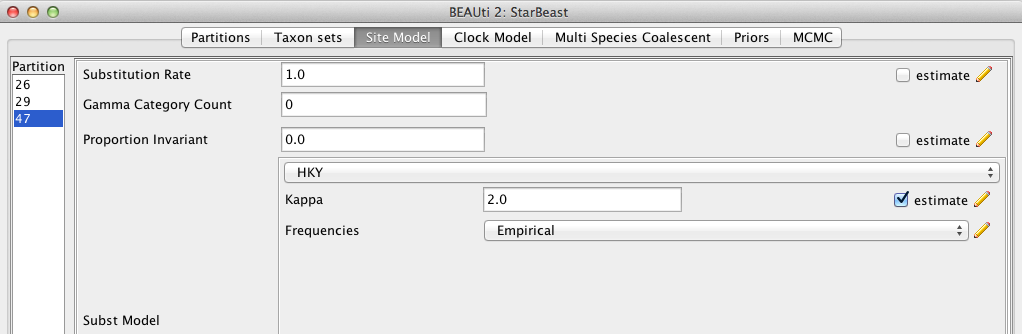 BEAUti 2: StarBeast
Partitions Taxon sets Site Model Clock Model Multi Species Coalescent Priors MCMC
Partition
26
29
47
Substitution Rate 1.0 estimate
Gamma Category Count 0
Proportion Invariant 0.0 estimate
HKY
Kappa 2.0 estimate
Frequencies Empirical
Subst Model